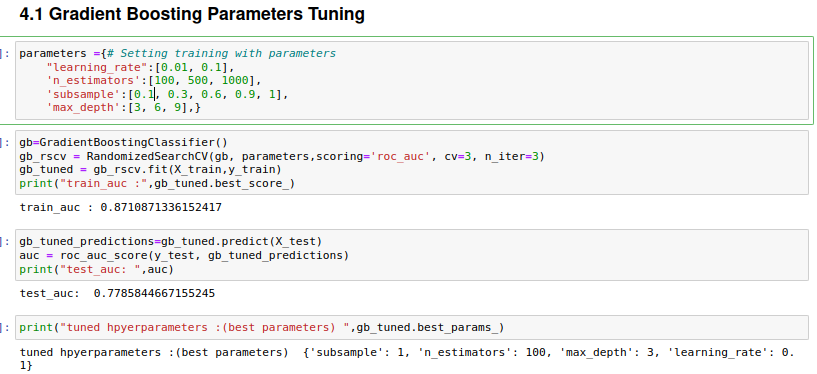 4.1 Gradient Boosting Parameters Tuning
]: parameters ={# Setting training with parameters
"learning_rate":[0.01, 0.1],
'n_estimators':[100, 500, 1000],
'subsample':[0.1, 0.3, 0.6, 0.9, 1],
'max_depth':[3, 6, 9],}
]: gb=GradientBoostingClassifier()
gb_rscv = RandomizedSearchCV(gb, parameters,scoring='roc_auc', cv=3, n_iter=3)
gb_tuned = gb_rscv.fit(X_train,y_train)
print("train_auc :",gb_tuned.best_score_)
train_auc : 0.8710871336152417
]: gb_tuned_predictions=gb_tuned.predict(X_test)
auc = roc_auc_score(y_test, gb_tuned_predictions)
print("test_auc: ",auc)
test_auc:  0.7785844667155245
]: print("tuned hpyerparameters :(best parameters) ",gb_tuned.best_params_)
tuned hpyerparameters :(best parameters)  {'subsample': 1, 'n_estimators': 100, 'max_depth': 3, 'learning_rate': 0.
1}